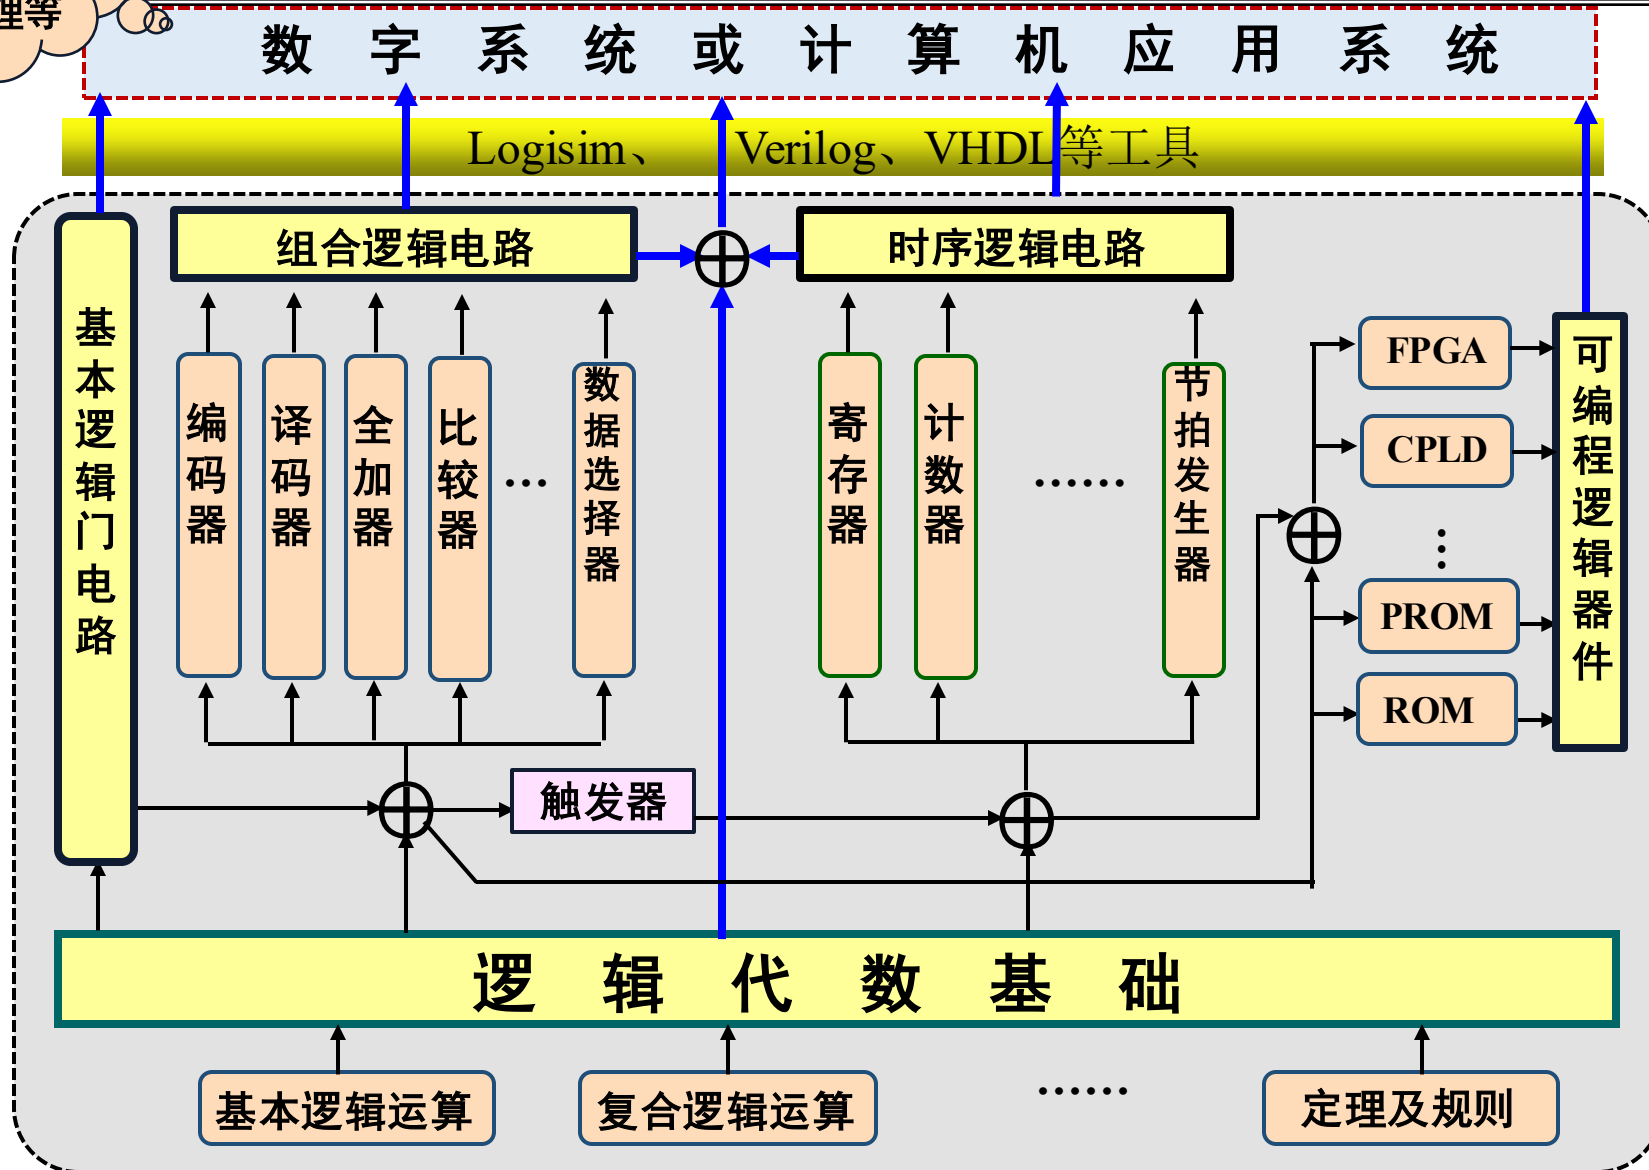 理等
数字系统或计算机应用系统
Logisim、 Verilog、VHDL等工具
组合逻辑电路
时序逻辑电路
基本逻辑门电路
编码器
译码器
全加器
比较器
…
数据选择器
寄存器
计数器
……
节拍发生器
FPGA
CPLD
…
PROM
ROM
可编程逻辑器件
触发器
逻辑代数基础
基本逻辑运算
复合逻辑运算
……
定理及规则